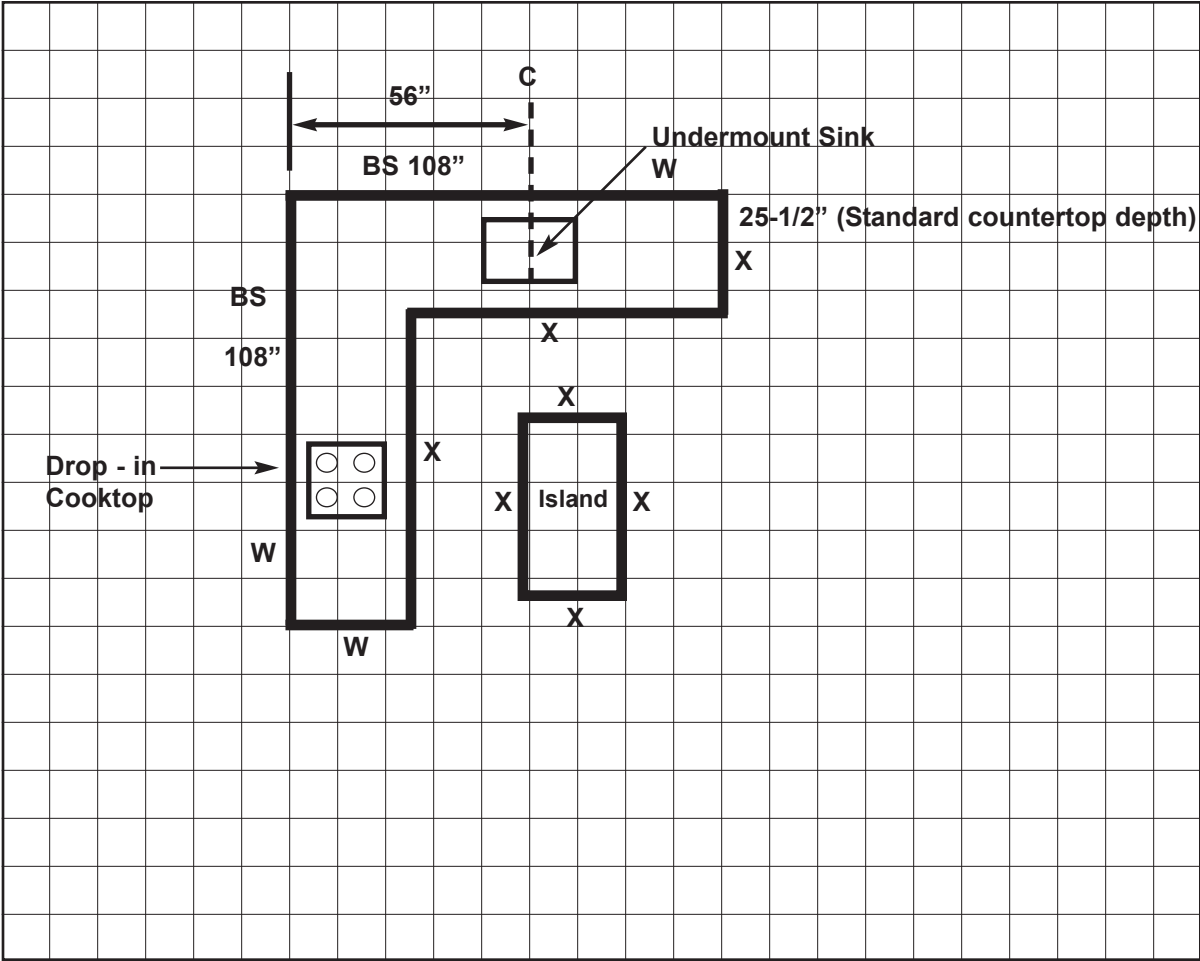 C
56”
Undermount Sink
W
BS 108”
25-1/2” (Standard countertop depth)
X
BS
108”
X
X
X
Drop - in
Cooktop
X
Island
X
W
X
W